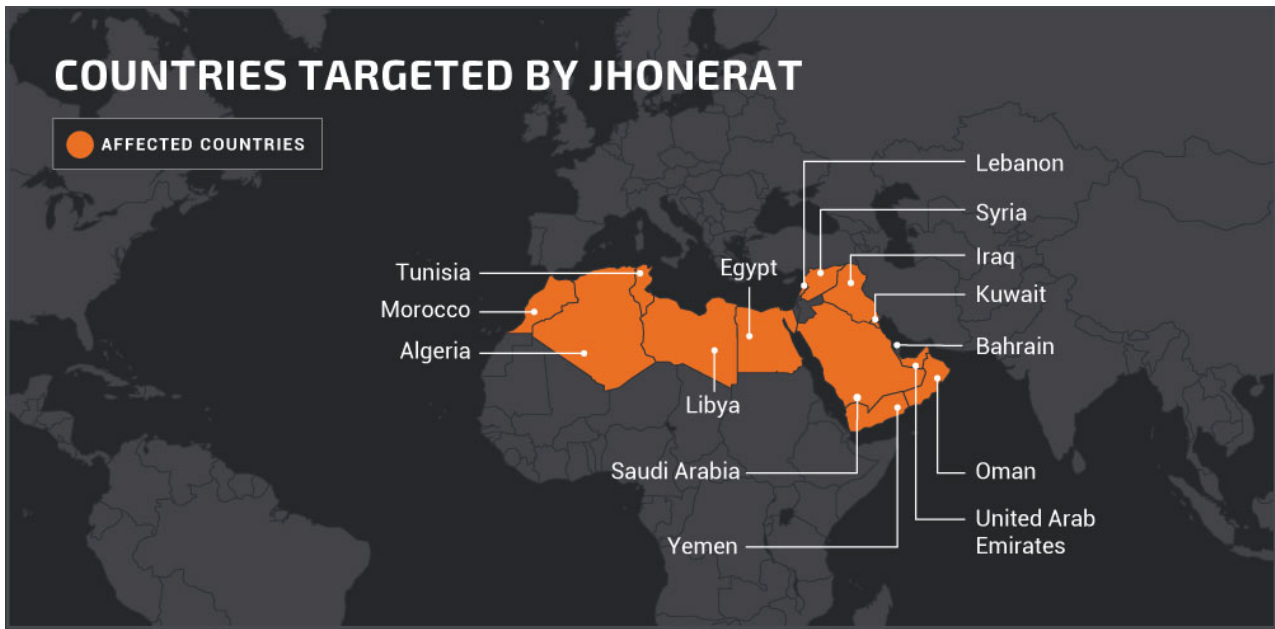 COUNTRIES TARGETED BY JHONERAT
AFFECTED COUNTRIES
Lebanon
Syria
Iraq
Kuwait
Bahrain
Tunisia
Morocco
Algeria
Egypt
Libya
Saudi Arabia
Yemen
Oman
United Arab
Emirates